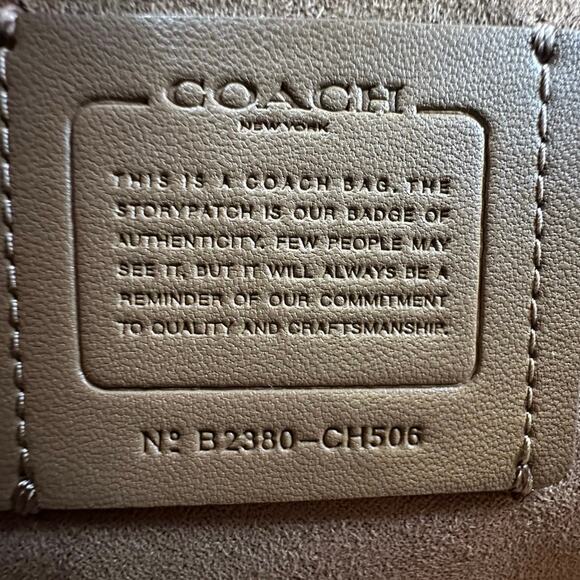 COACH
NEW YORK
THIS IS A COACH BAG. THE
STORYPATCH IS OUR BADGE OF
AUTHENTICITY. FEW PEOPLE MAY
SEE IT, BUT IT WILL ALWAYS BE A
REMINDER OF OUR COMMITMENT
TO QUALITY AND CRAFTSMANSHIP.
Nº B2380-CH506